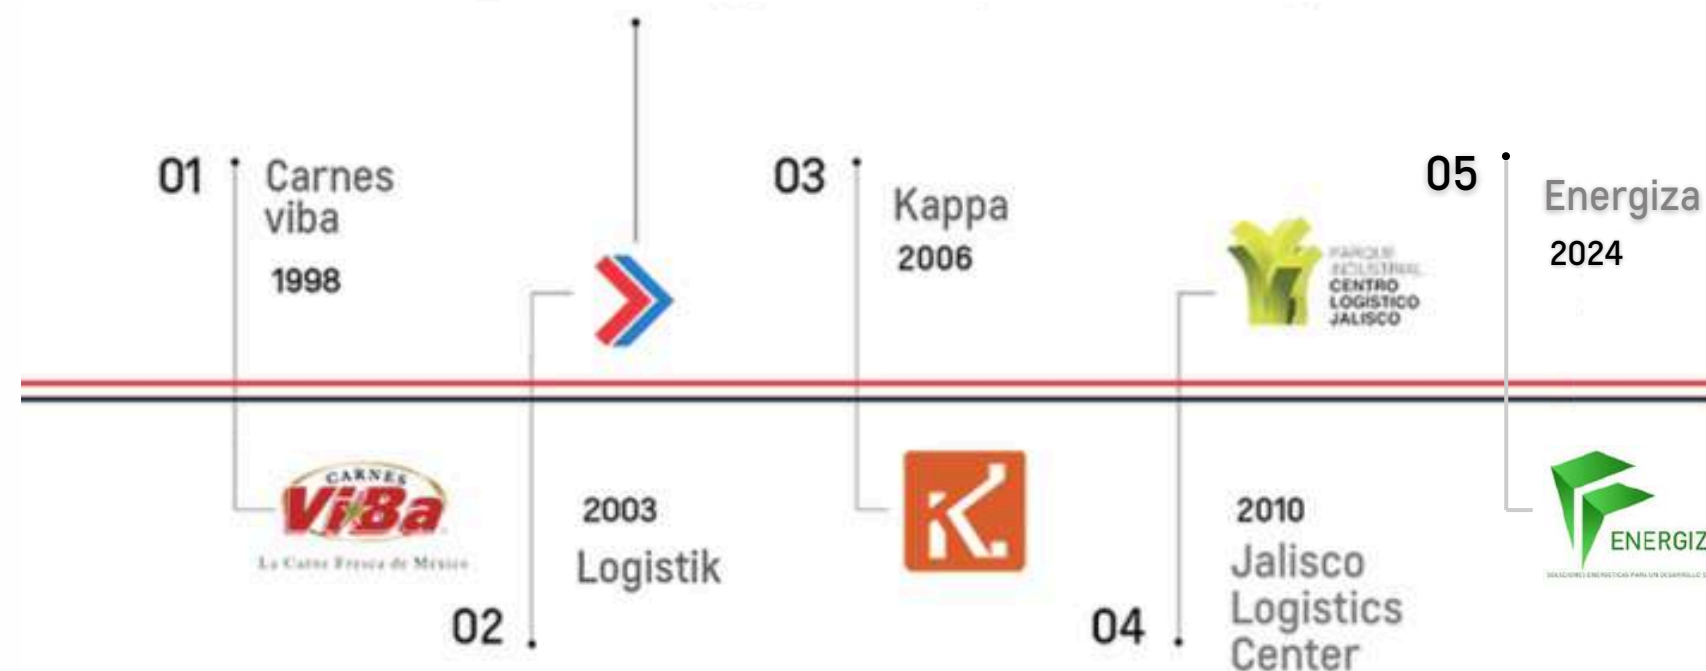 01
Carnes
viba
1998
CARNES
ViBa
La Carne Fresca de México
2003
Logistik
02
03
Kappa
2006
K
PARQUE
INDUSTRIAL
CENTRO
LOGÍSTICO
JALISCO
2010
Jalisco
Logistics
Center
04
05
Energiza
2024
ENERGIZ